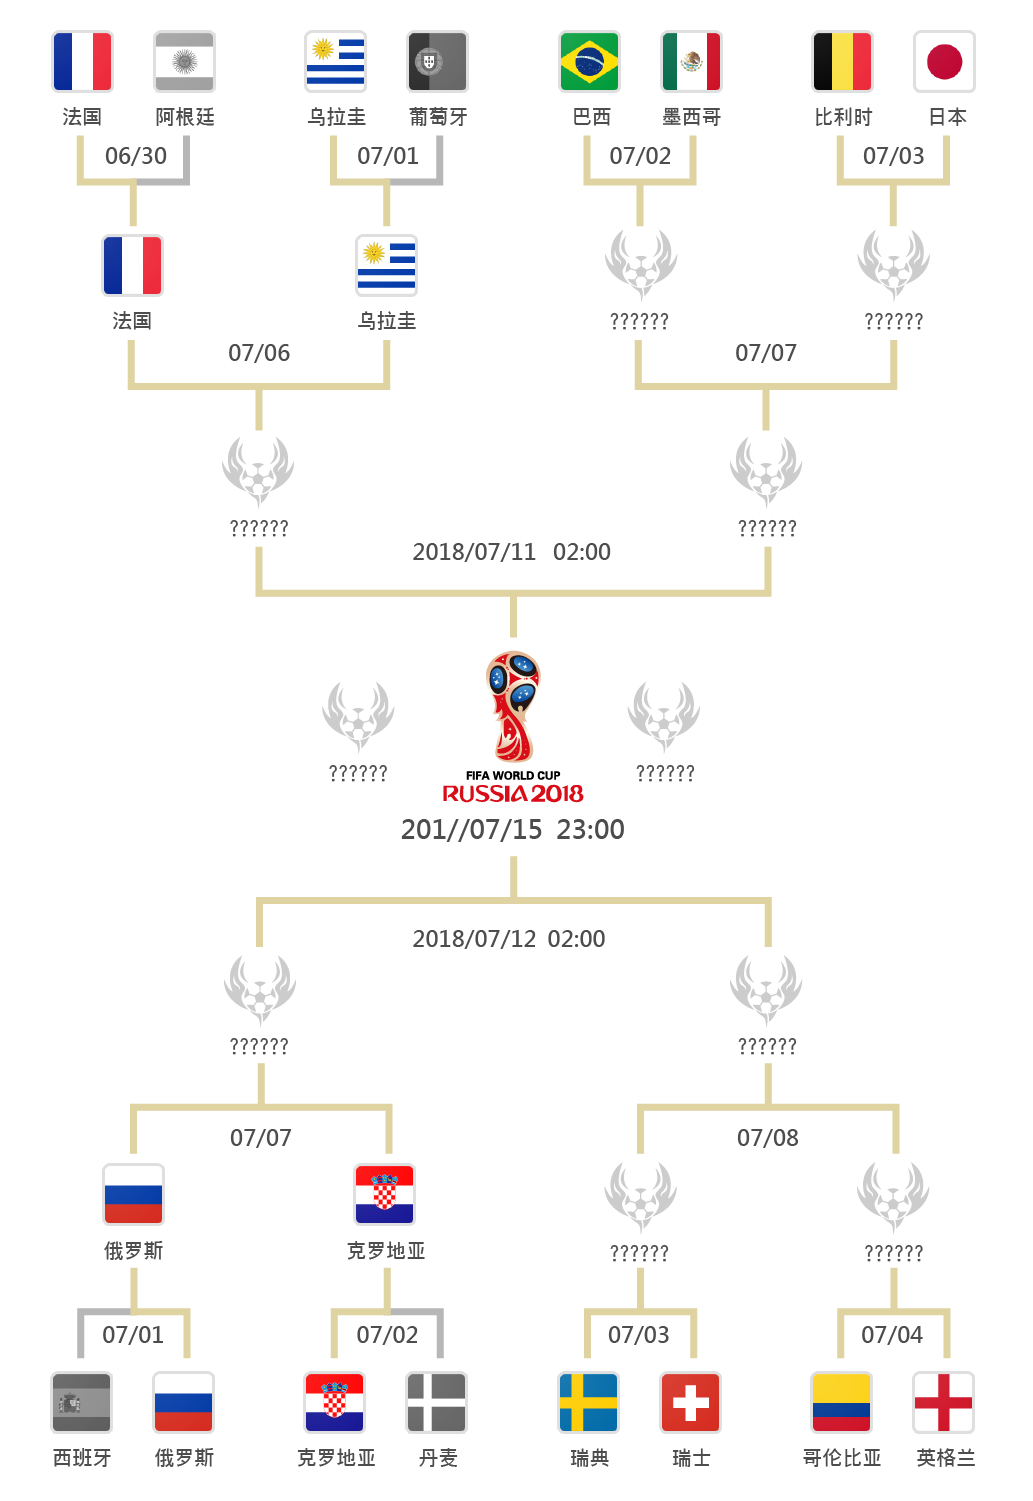 法国 阿根廷 乌拉圭 葡萄牙 巴西 墨西哥 比利时 日本
06/30 07/01 07/02 07/03
法国 乌拉圭 ?????? ??????
07/06 07/07
?????? ??????
2018/07/11 02:00
?????? ??????
FIFA WORLD CUP
RUSSIA 2018
201//07/15 23:00
2018/07/12 02:00
?????? ??????
07/07 07/08
俄罗斯 克罗地亚 ?????? ??????
07/01 07/02 07/03 07/04
西班牙 俄罗斯 克罗地亚 丹麦 瑞典 瑞士 哥伦比亚 英格兰